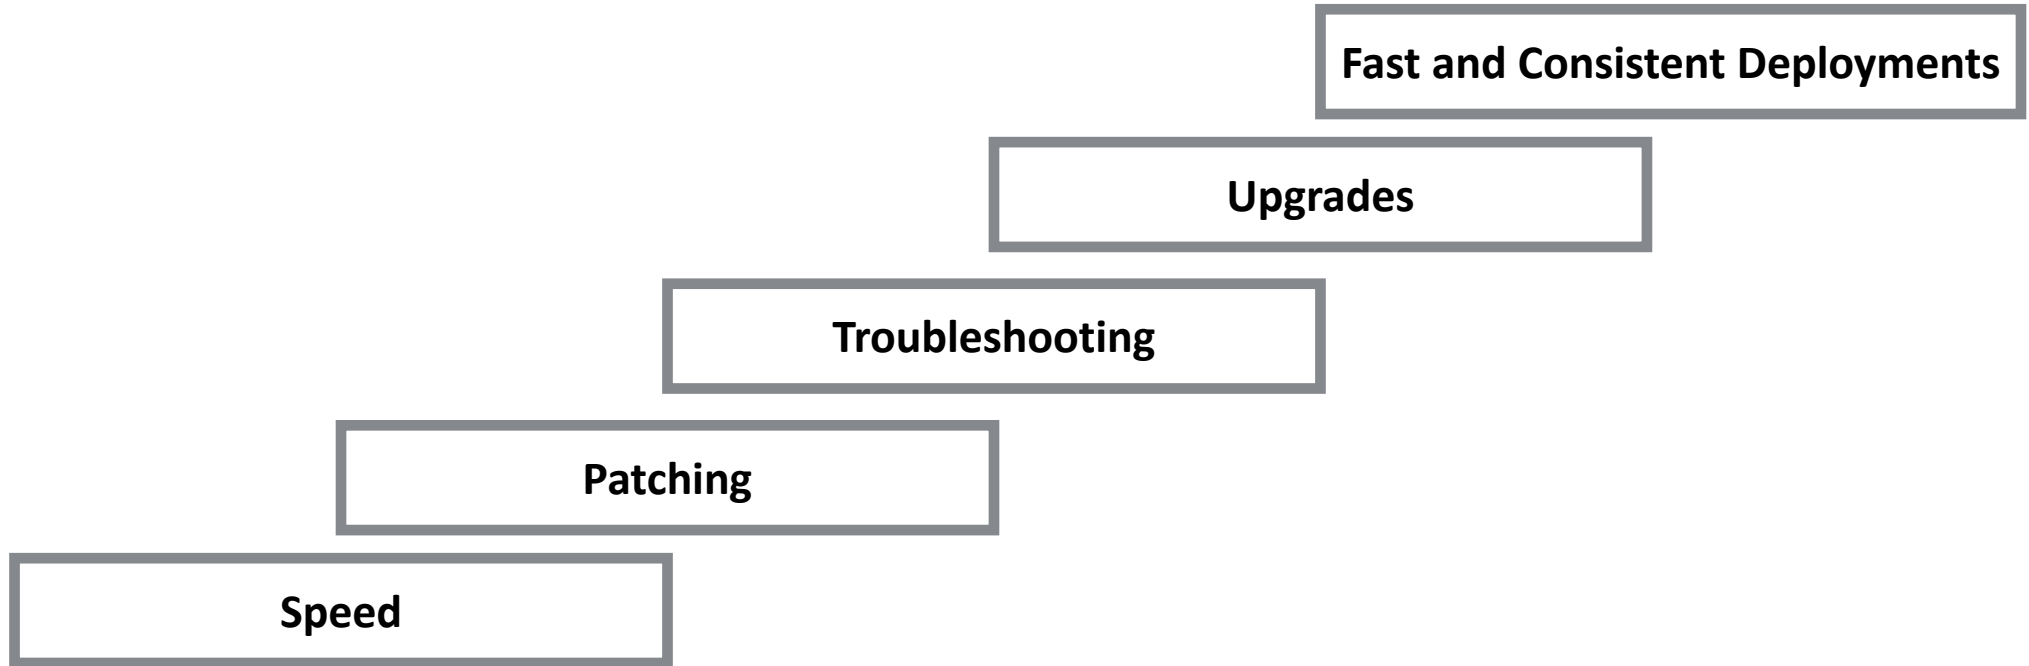 Fast and Consistent Deployments
Upgrades
Troubleshooting
Patching
Speed